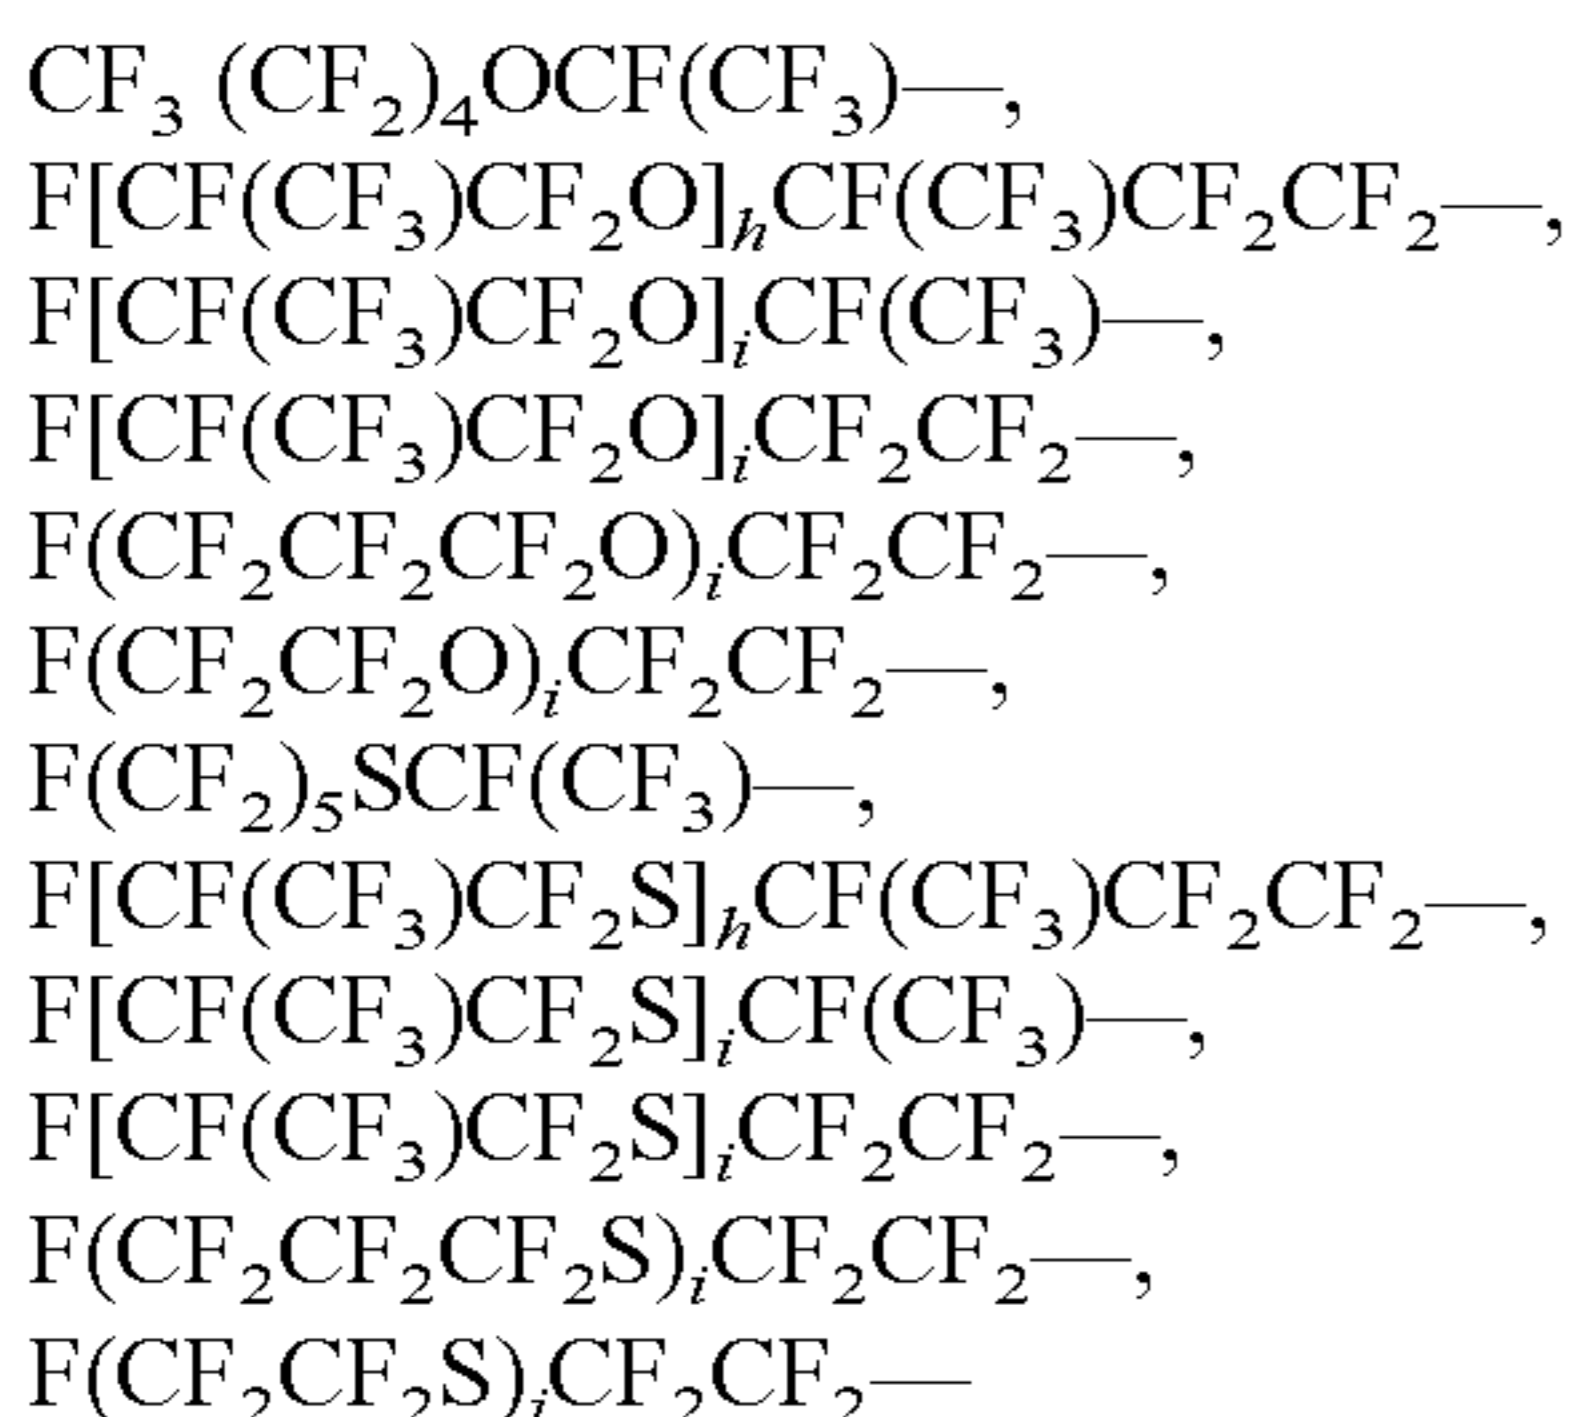 CF₃ (CF₂)₄OCF(CF₃)—,
F[CF(CF₃)CF₂O]ₕCF(CF₃)CF₂CF₂—,
F[CF(CF₃)CF₂O]ᵢCF(CF₃)—,
F[CF(CF₃)CF₂O]ᵢCF₂CF₂—,
F(CF₂CF₂CF₂O)ᵢCF₂CF₂—,
F(CF₂CF₂O)ᵢCF₂CF₂—,
F(CF₂)₅SCF(CF₃)—,
F[CF(CF₃)CF₂S]ₕCF(CF₃)CF₂CF₂—,
F[CF(CF₃)CF₂S]ᵢCF(CF₃)—,
F[CF(CF₃)CF₂S]ᵢCF₂CF₂—,
F(CF₂CF₂CF₂S)ᵢCF₂CF₂—,
F(CF₂CF₂S)ᵢCF₂CF₂—